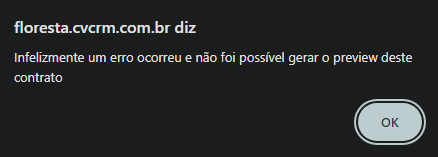 floresta.cvcrm.com.br diz
Infelizmente um erro ocorreu e não foi possível gerar o preview deste
contrato
OK